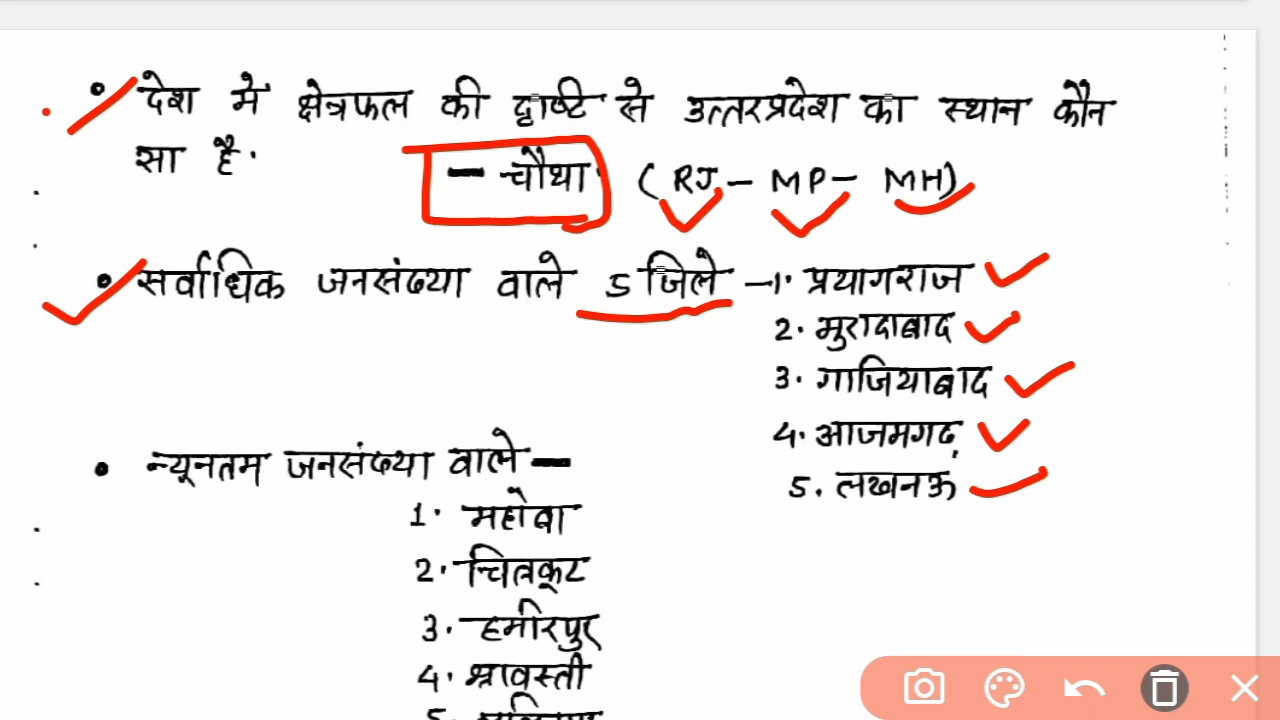 • देश में क्षेत्रफल की दृष्टि से उत्तरप्रदेश का स्थान कौन
सा है.
- चौथा (RJ - MP - MH)
• सर्वाधिक जनसंख्या वाले 5 जिले - 1. प्रयागराज
2. मुरादाबाद
3. गाजियाबाद
4. आजमगढ़
5. लखनऊ
• न्यूनतम जनसंख्या वाले -
1. महोबा
2. चित्रकूट
3. हमीरपुर
4. श्रावस्ती
5.